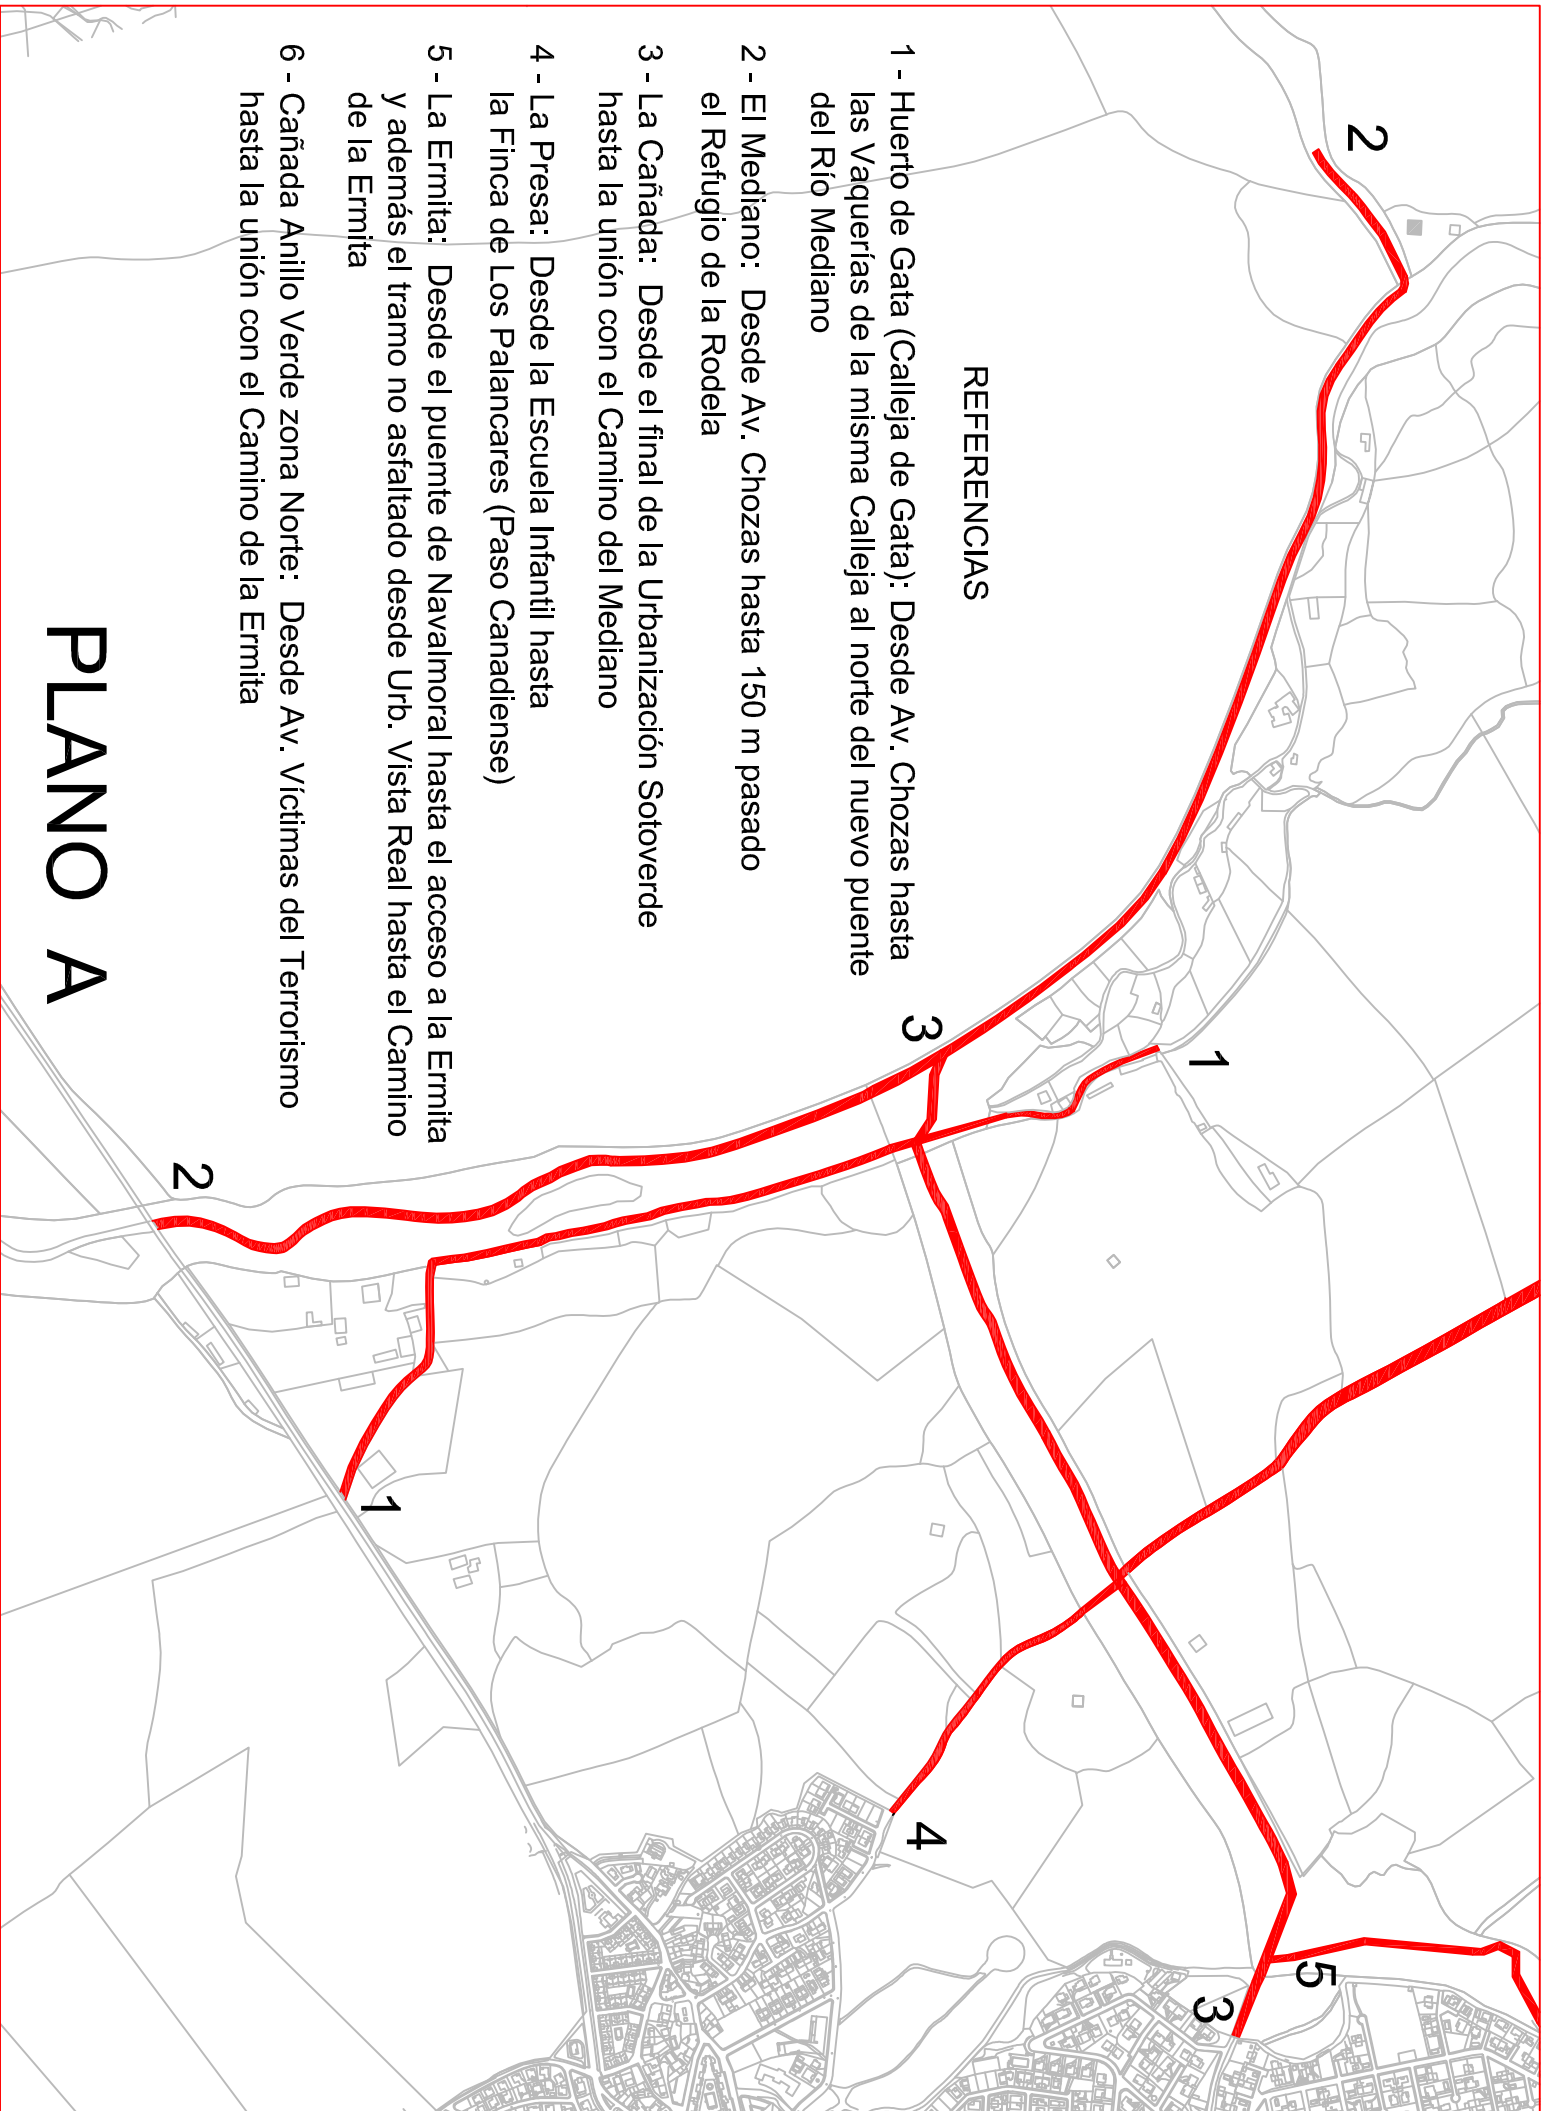 REFERENCIAS
1 - Huerto de Gata (Calleja de Gata): Desde Av. Chozas hasta
las Vaquerías de la misma Calleja al norte del nuevo puente
del Río Mediano
2 - El Mediano: Desde Av. Chozas hasta 150 m pasado
el Refugio de la Rodela
3 - La Cañada: Desde el final de la Urbanización Sotoverde
hasta la unión con el Camino del Mediano
4 - La Presa: Desde la Escuela Infantil hasta
la Finca de Los Palancares (Paso Canadiense)
5 - La Ermita: Desde el puemte de Navalmoral hasta el acceso a la Ermita
y además el tramo no asfaltado desde Urb. Vista Real hasta el Camino
de la Ermita
6 - Cañada Anillo Verde zona Norte: Desde Av. Víctimas del Terrorismo
hasta la unión con el Camino de la Ermita
PLANO A
2
1
3
2
1
4
5
3